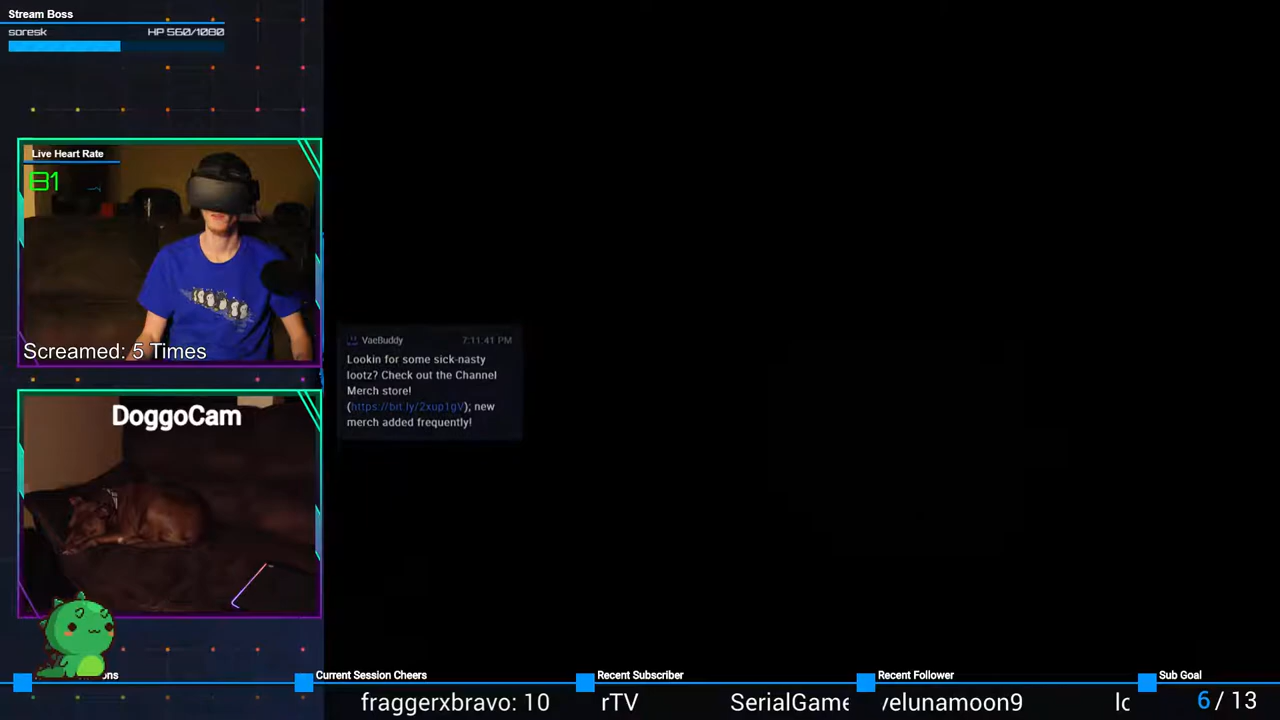 Stream Boss
saresk HP 560/1080
Live Heart Rate
81
Screamed: 5 Times
DoggoCam
VaeBuddy 7:11:41 PM
Lookin for some sick-nasty
lootz? Check out the Channel
Merch store!
(https://bit.ly/2xup1gV); new
merch added frequently!
Current Session Cheers
fraggerxbravo: 10
Recent Subscriber
rTV SerialGame
Recent Follower
velunamoon9
Sub Goal
6 / 13